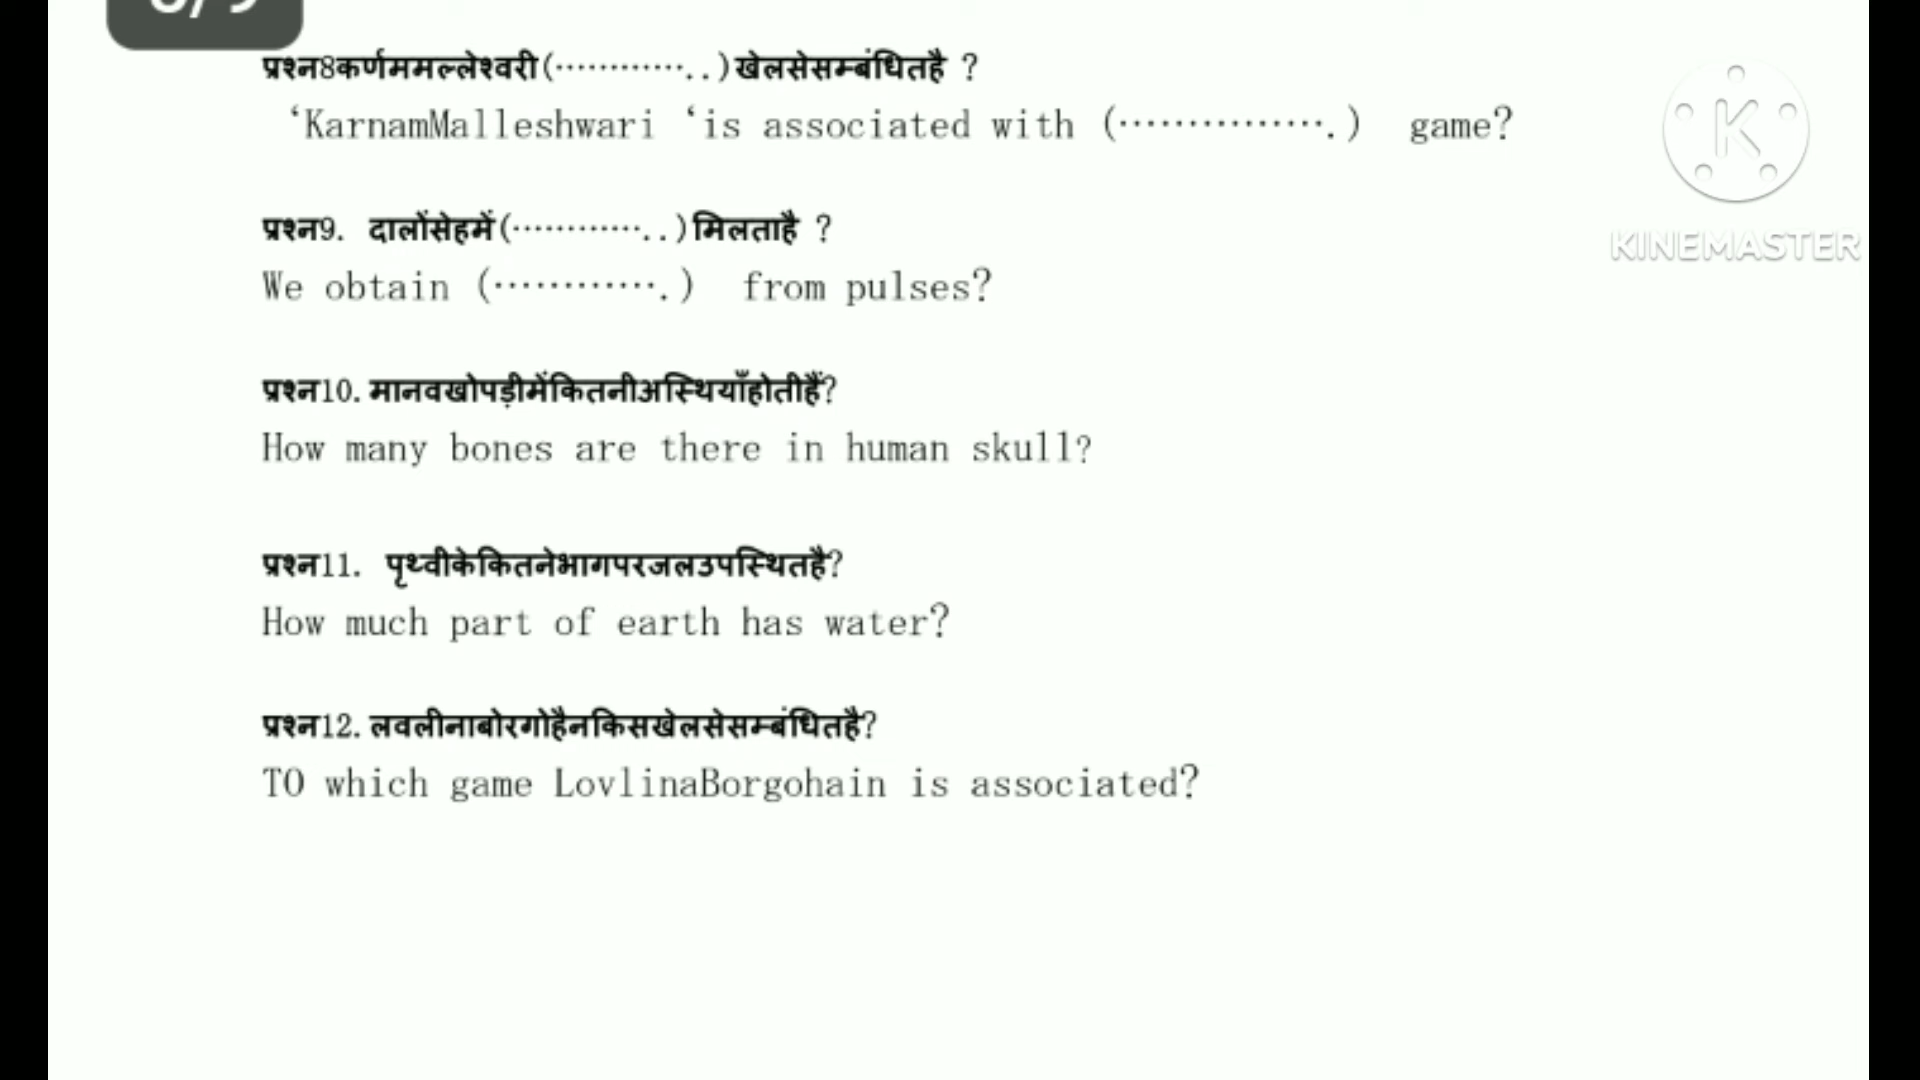 प्रश्न8कर्णममल्लेश्वरी(…………..)खेलसेसम्बंधितहै ?
‘KarnamMalleshwari ‘is associated with (…………….) game?
प्रश्न9. दालोंसेहमें(…………..)मिलताहै ?
We obtain (………….) from pulses?
प्रश्न10. मानवखोपड़ीमेंकितनीअस्थियाँहोतीहैं?
How many bones are there in human skull?
प्रश्न11. पृथ्वीकेकितनेभागपरजलउपस्थितहै?
How much part of earth has water?
प्रश्न12. लवलीनाबोरगोहैनकिसखेलसेसम्बंधितहै?
TO which game LovlinaBorgohain is associated?
K
KINEMASTER